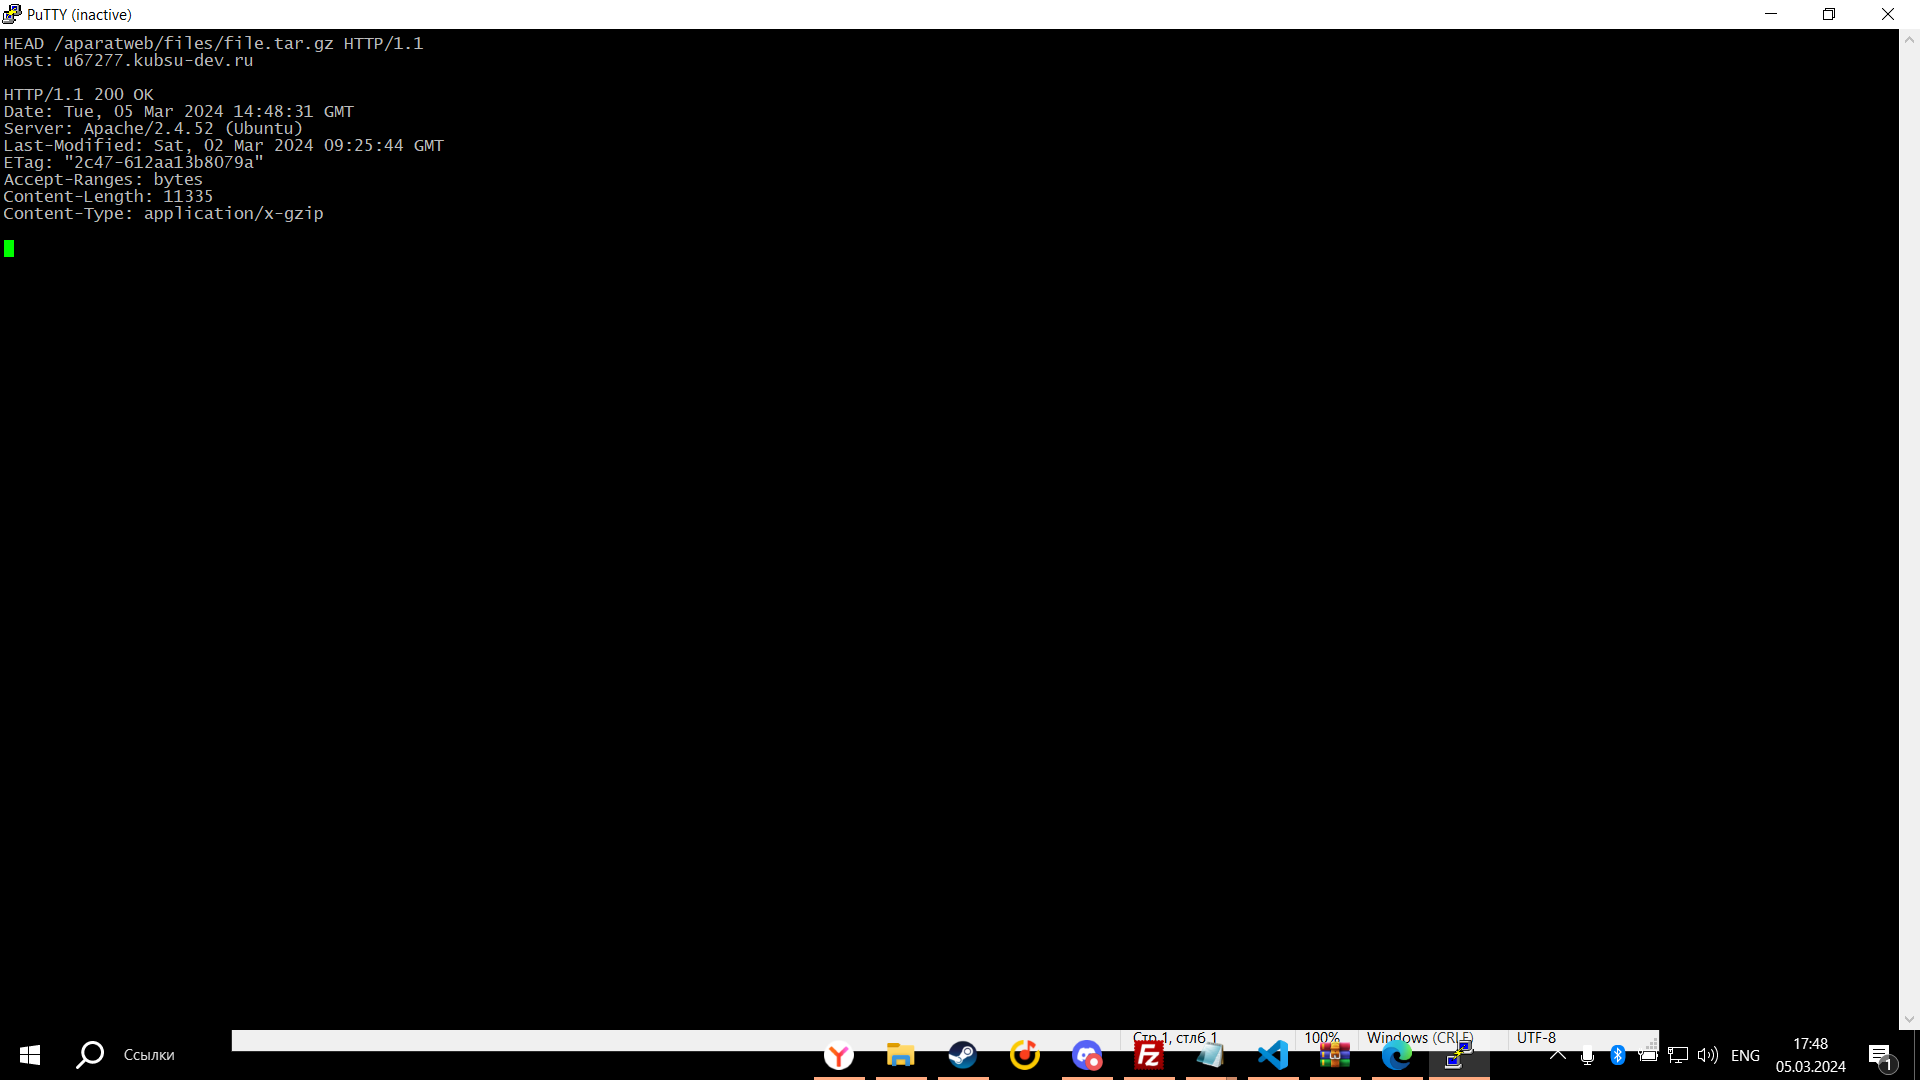 PuTTY (inactive)
HEAD /aparatweb/files/file.tar.gz HTTP/1.1
Host: u67277.kubsu-dev.ru
HTTP/1.1 200 OK
Date: Tue, 05 Mar 2024 14:48:31 GMT
Server: Apache/2.4.52 (Ubuntu)
Last-Modified: Sat, 02 Mar 2024 09:25:44 GMT
ETag: "2c47-612aa13b8079a"
Accept-Ranges: bytes
Content-Length: 11335
Content-Type: application/x-gzip
Стр 1, стлб 1 100% Windows (CRLF) UTF-8
Ссылки
ENG
17:48
05.03.2024
1